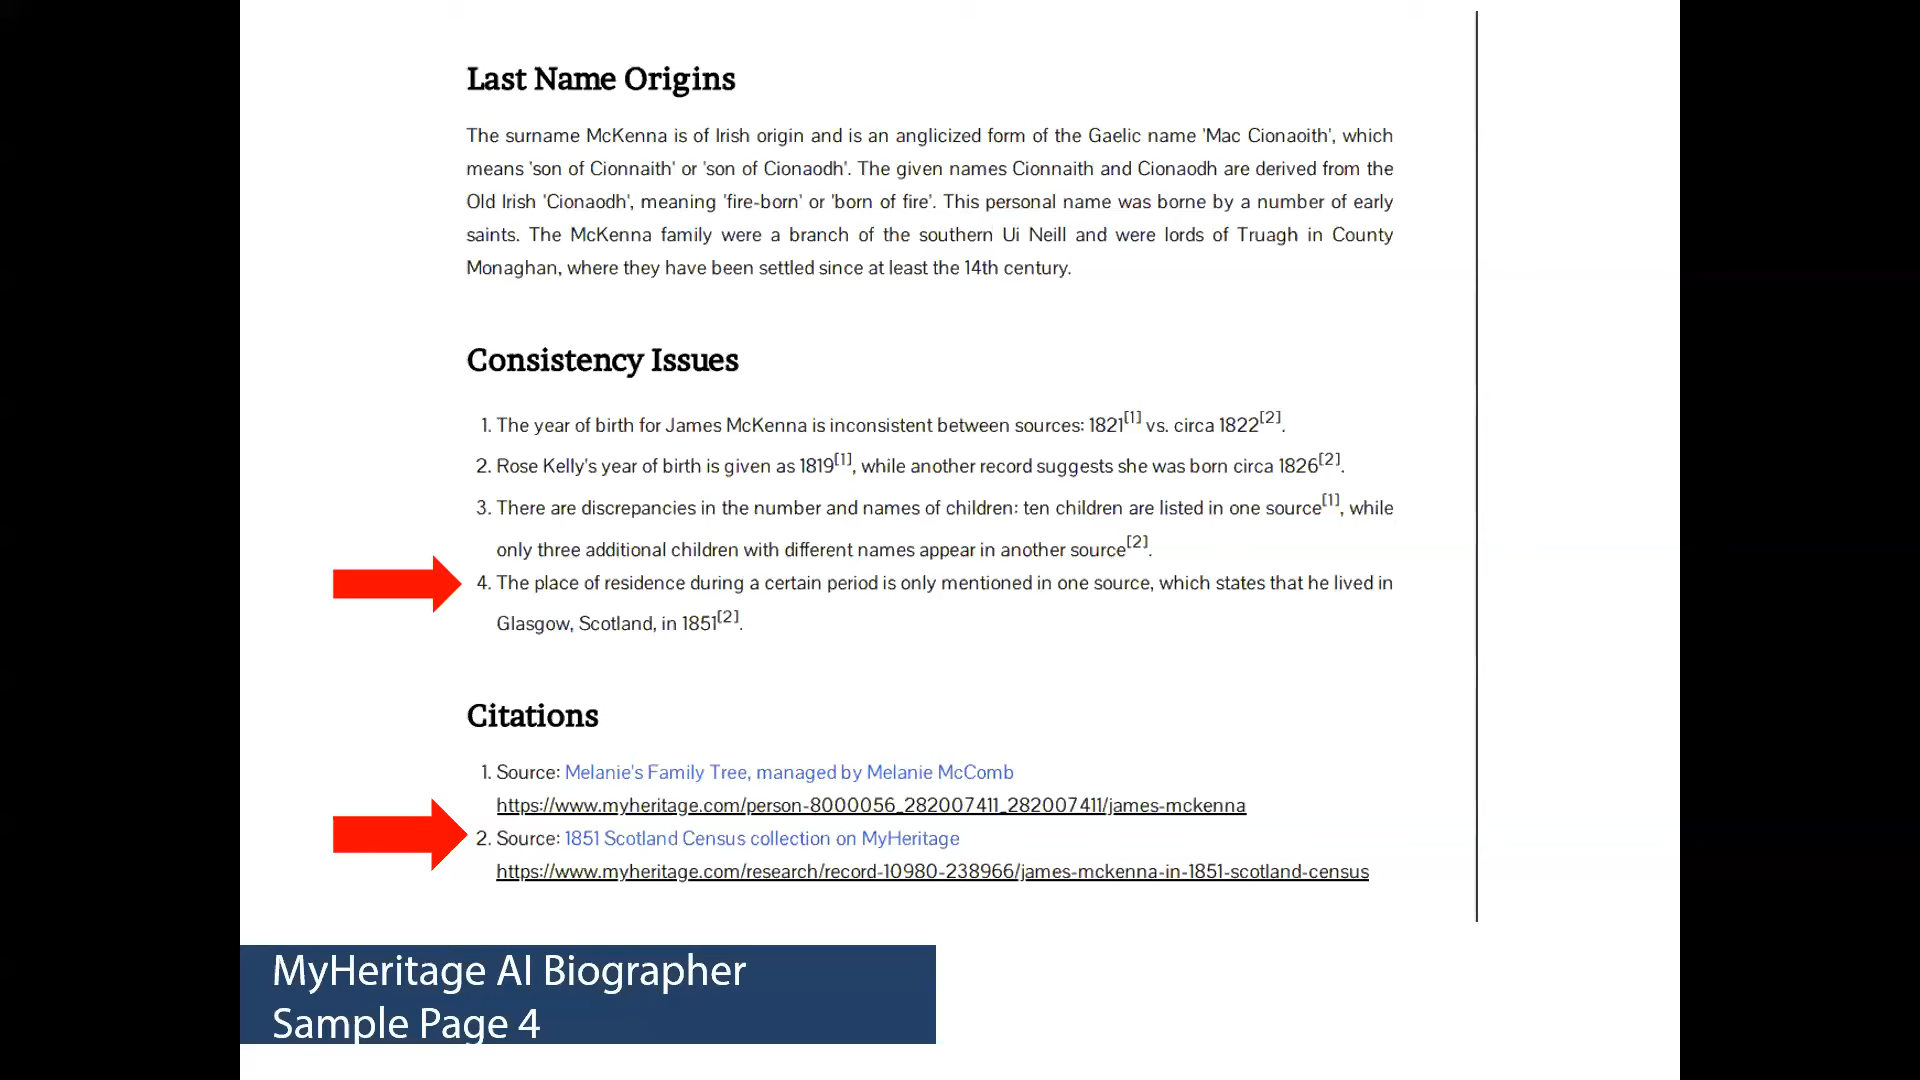 Last Name Origins
The surname McKenna is of Irish origin and is an anglicized form of the Gaelic name 'Mac Cionaoith', which
means 'son of Cionnaith' or 'son of Cionaodh'. The given names Cionnaith and Cionaodh are derived from the
Old Irish 'Cionaodh', meaning 'fire-born' or 'born of fire'. This personal name was borne by a number of early
saints. The McKenna family were a branch of the southern Ui Neill and were lords of Truagh in County
Monaghan, where they have been settled since at least the 14th century.
Consistency Issues
1. The year of birth for James McKenna is inconsistent between sources: 1821[1] vs. circa 1822[2].
2. Rose Kelly's year of birth is given as 1819[1], while another record suggests she was born circa 1826[2].
3. There are discrepancies in the number and names of children: ten children are listed in one source[1], while
only three additional children with different names appear in another source[2].
4. The place of residence during a certain period is only mentioned in one source, which states that he lived in
Glasgow, Scotland, in 1851[2].
Citations
1. Source: Melanie's Family Tree, managed by Melanie McComb
https://www.myheritage.com/person-8000056_282007411_282007411/james-mckenna
2. Source: 1851 Scotland Census collection on MyHeritage
https://www.myheritage.com/research/record-10980-238966/james-mckenna-in-1851-scotland-census
MyHeritage AI Biographer
Sample Page 4